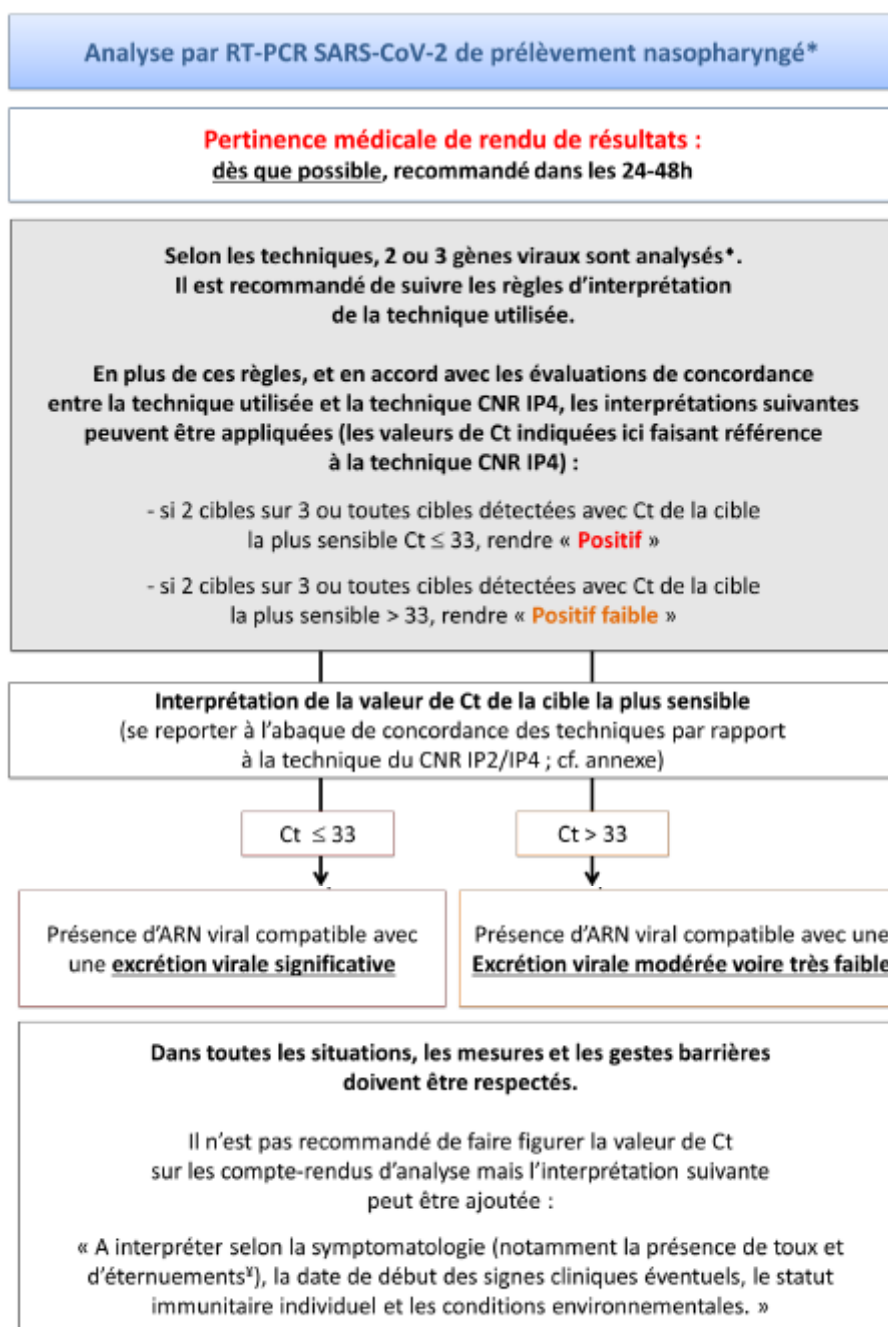 Analyse par RT-PCR SARS-CoV-2 de prélèvement nasopharyngé*
Pertinence médicale de rendu de résultats :
dès que possible, recommandé dans les 24-48h
Selon les techniques, 2 ou 3 gènes viraux sont analysés*.
Il est recommandé de suivre les règles d'interprétation
de la technique utilisée.
En plus de ces règles, et en accord avec les évaluations de concordance
entre la technique utilisée et la technique CNR IP4, les interprétations suivantes
peuvent être appliquées (les valeurs de Ct indiquées ici faisant référence
à la technique CNR IP4) :
- si 2 cibles sur 3 ou toutes cibles détectées avec Ct de la cible
la plus sensible Ct ≤ 33, rendre « Positif »
- si 2 cibles sur 3 ou toutes cibles détectées avec Ct de la cible
la plus sensible > 33, rendre « Positif faible »
Interprétation de la valeur de Ct de la cible la plus sensible
(se reporter à l'abaque de concordance des techniques par rapport
à la technique du CNR IP2/IP4 ; cf. annexe)
Ct ≤ 33
Ct > 33
Présence d'ARN viral compatible avec
une excrétion virale significative
Présence d'ARN viral compatible avec une
Excrétion virale modérée voire très faible
Dans toutes les situations, les mesures et les gestes barrières
doivent être respectés.
Il n'est pas recommandé de faire figurer la valeur de Ct
sur les compte-rendus d'analyse mais l'interprétation suivante
peut être ajoutée :
« A interpréter selon la symptomatologie (notamment la présence de toux et
d'éternuements¥), la date de début des signes cliniques éventuels, le statut
immunitaire individuel et les conditions environnementales. »